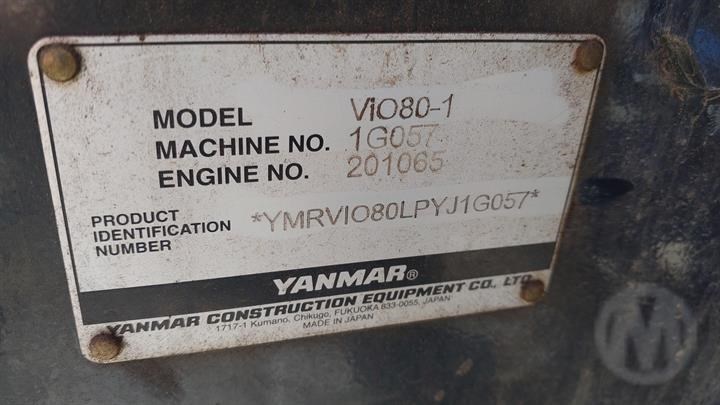 MODEL VIO80-1
MACHINE NO. 1G057
ENGINE NO. 201065
PRODUCT
IDENTIFICATION
NUMBER
*YMRVIO80LPYJ1G057*
YANMAR®
YANMAR CONSTRUCTION EQUIPMENT CO., LTD.
1717-1 Kumano, Chikugo, FUKUOKA 833-0055, JAPAN
MADE IN JAPAN
M